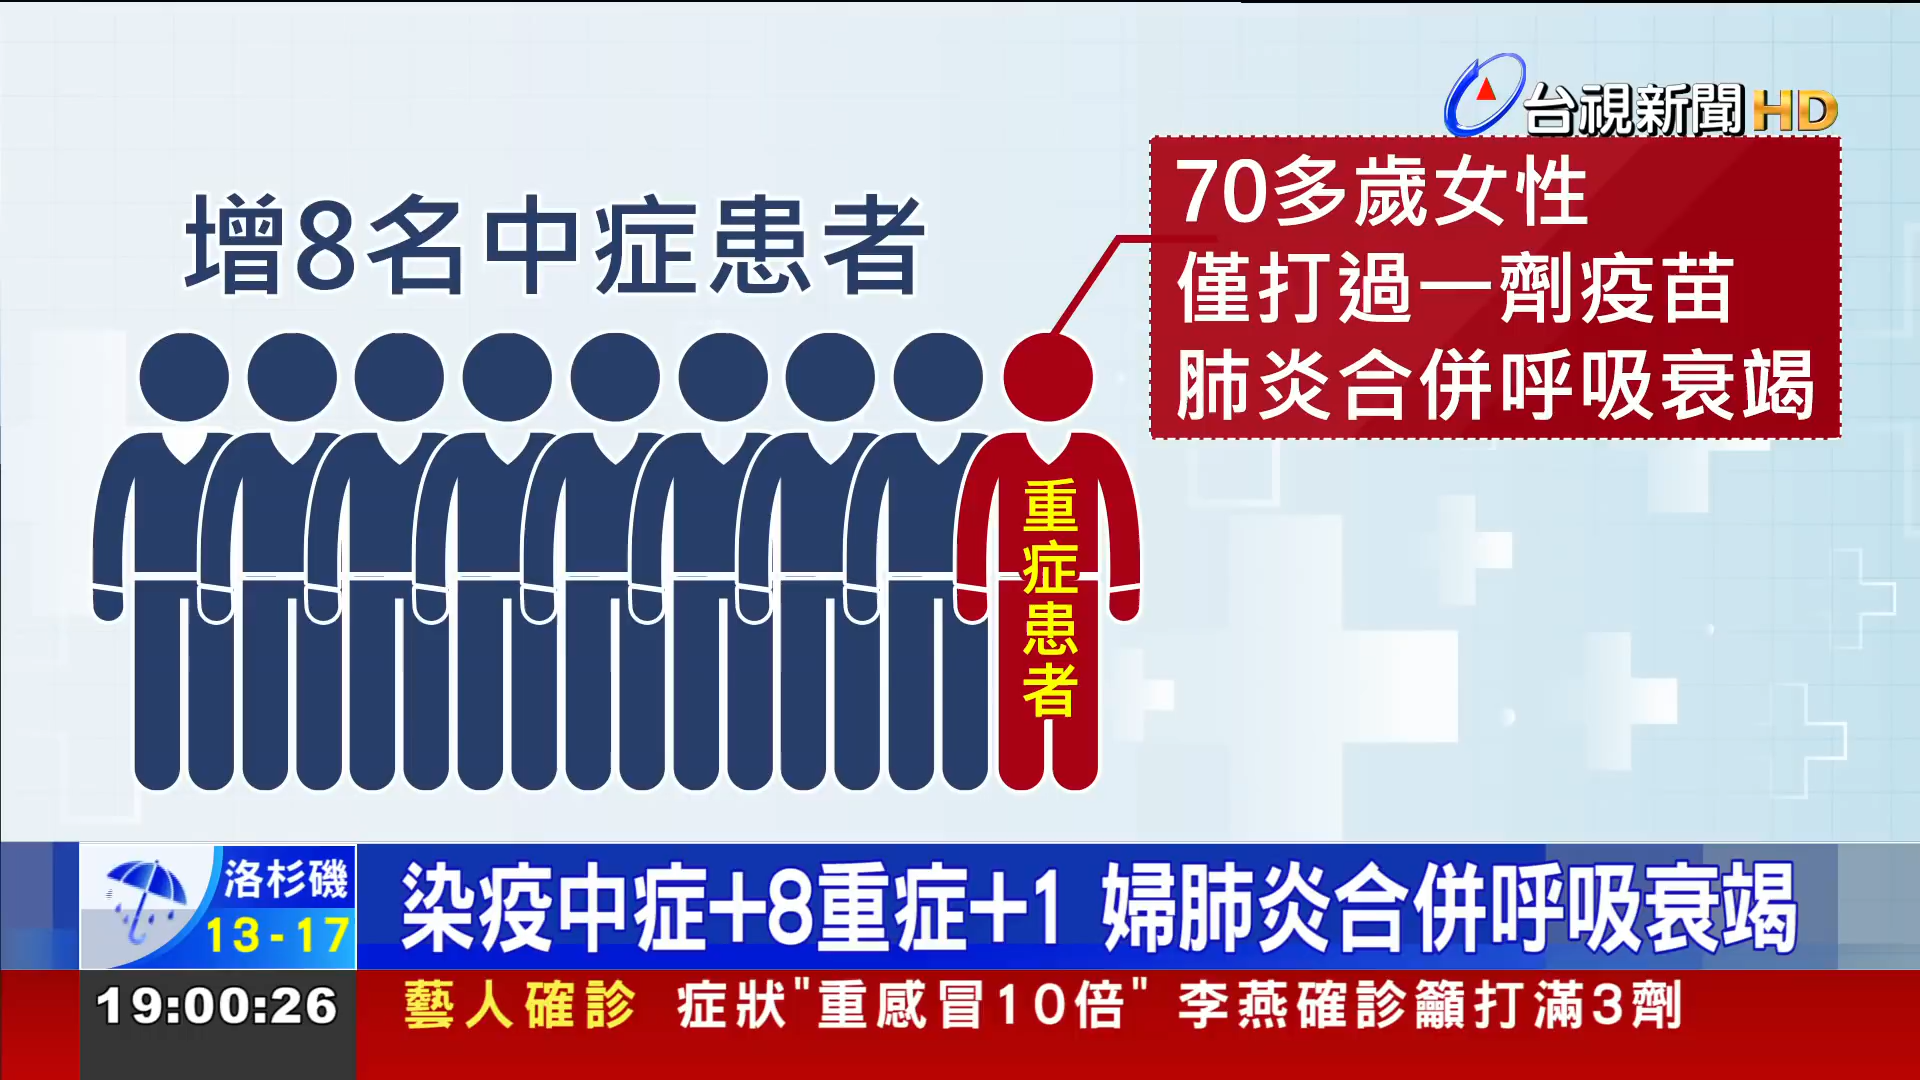 台視新聞HD
70多歲女性
僅打過一劑疫苗
肺炎合併呼吸衰竭
增8名中症患者
重症患者
洛杉磯
13-17
染疫中症+8重症+1 婦肺炎合併呼吸衰竭
19:00:26
藝人確診 症狀"重感冒10倍" 李燕確診籲打滿3劑